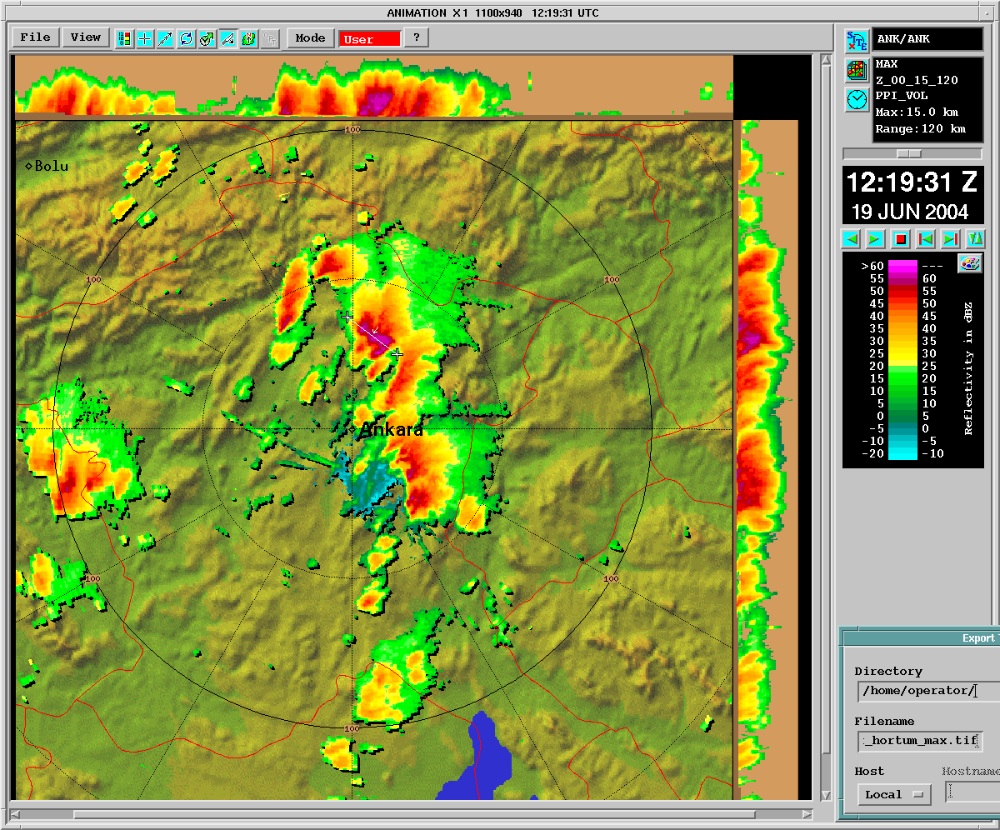 ANIMATION X 1 1100x940 12:19:31 UTC
File View Mode User ?
SITE ANK/ANK
MAX
Z_00_15_120
PPI_VOL
Max:15.0 km
Range:120 km
12:19:31 Z
19 JUN 2004
>60 ---
55 60
50 55
45 50
40 45
35 40
30 35
25 30
20 25
15 20
10 15
5 10
0 5
-5 0
-10 -5
-20 -10
Reflectivity in dBZ
100
Bolu
100
100
Ankara
100
100
100
Export
Directory
/home/operator/
Filename
_hortum_max.tif
Host Hostname
Local